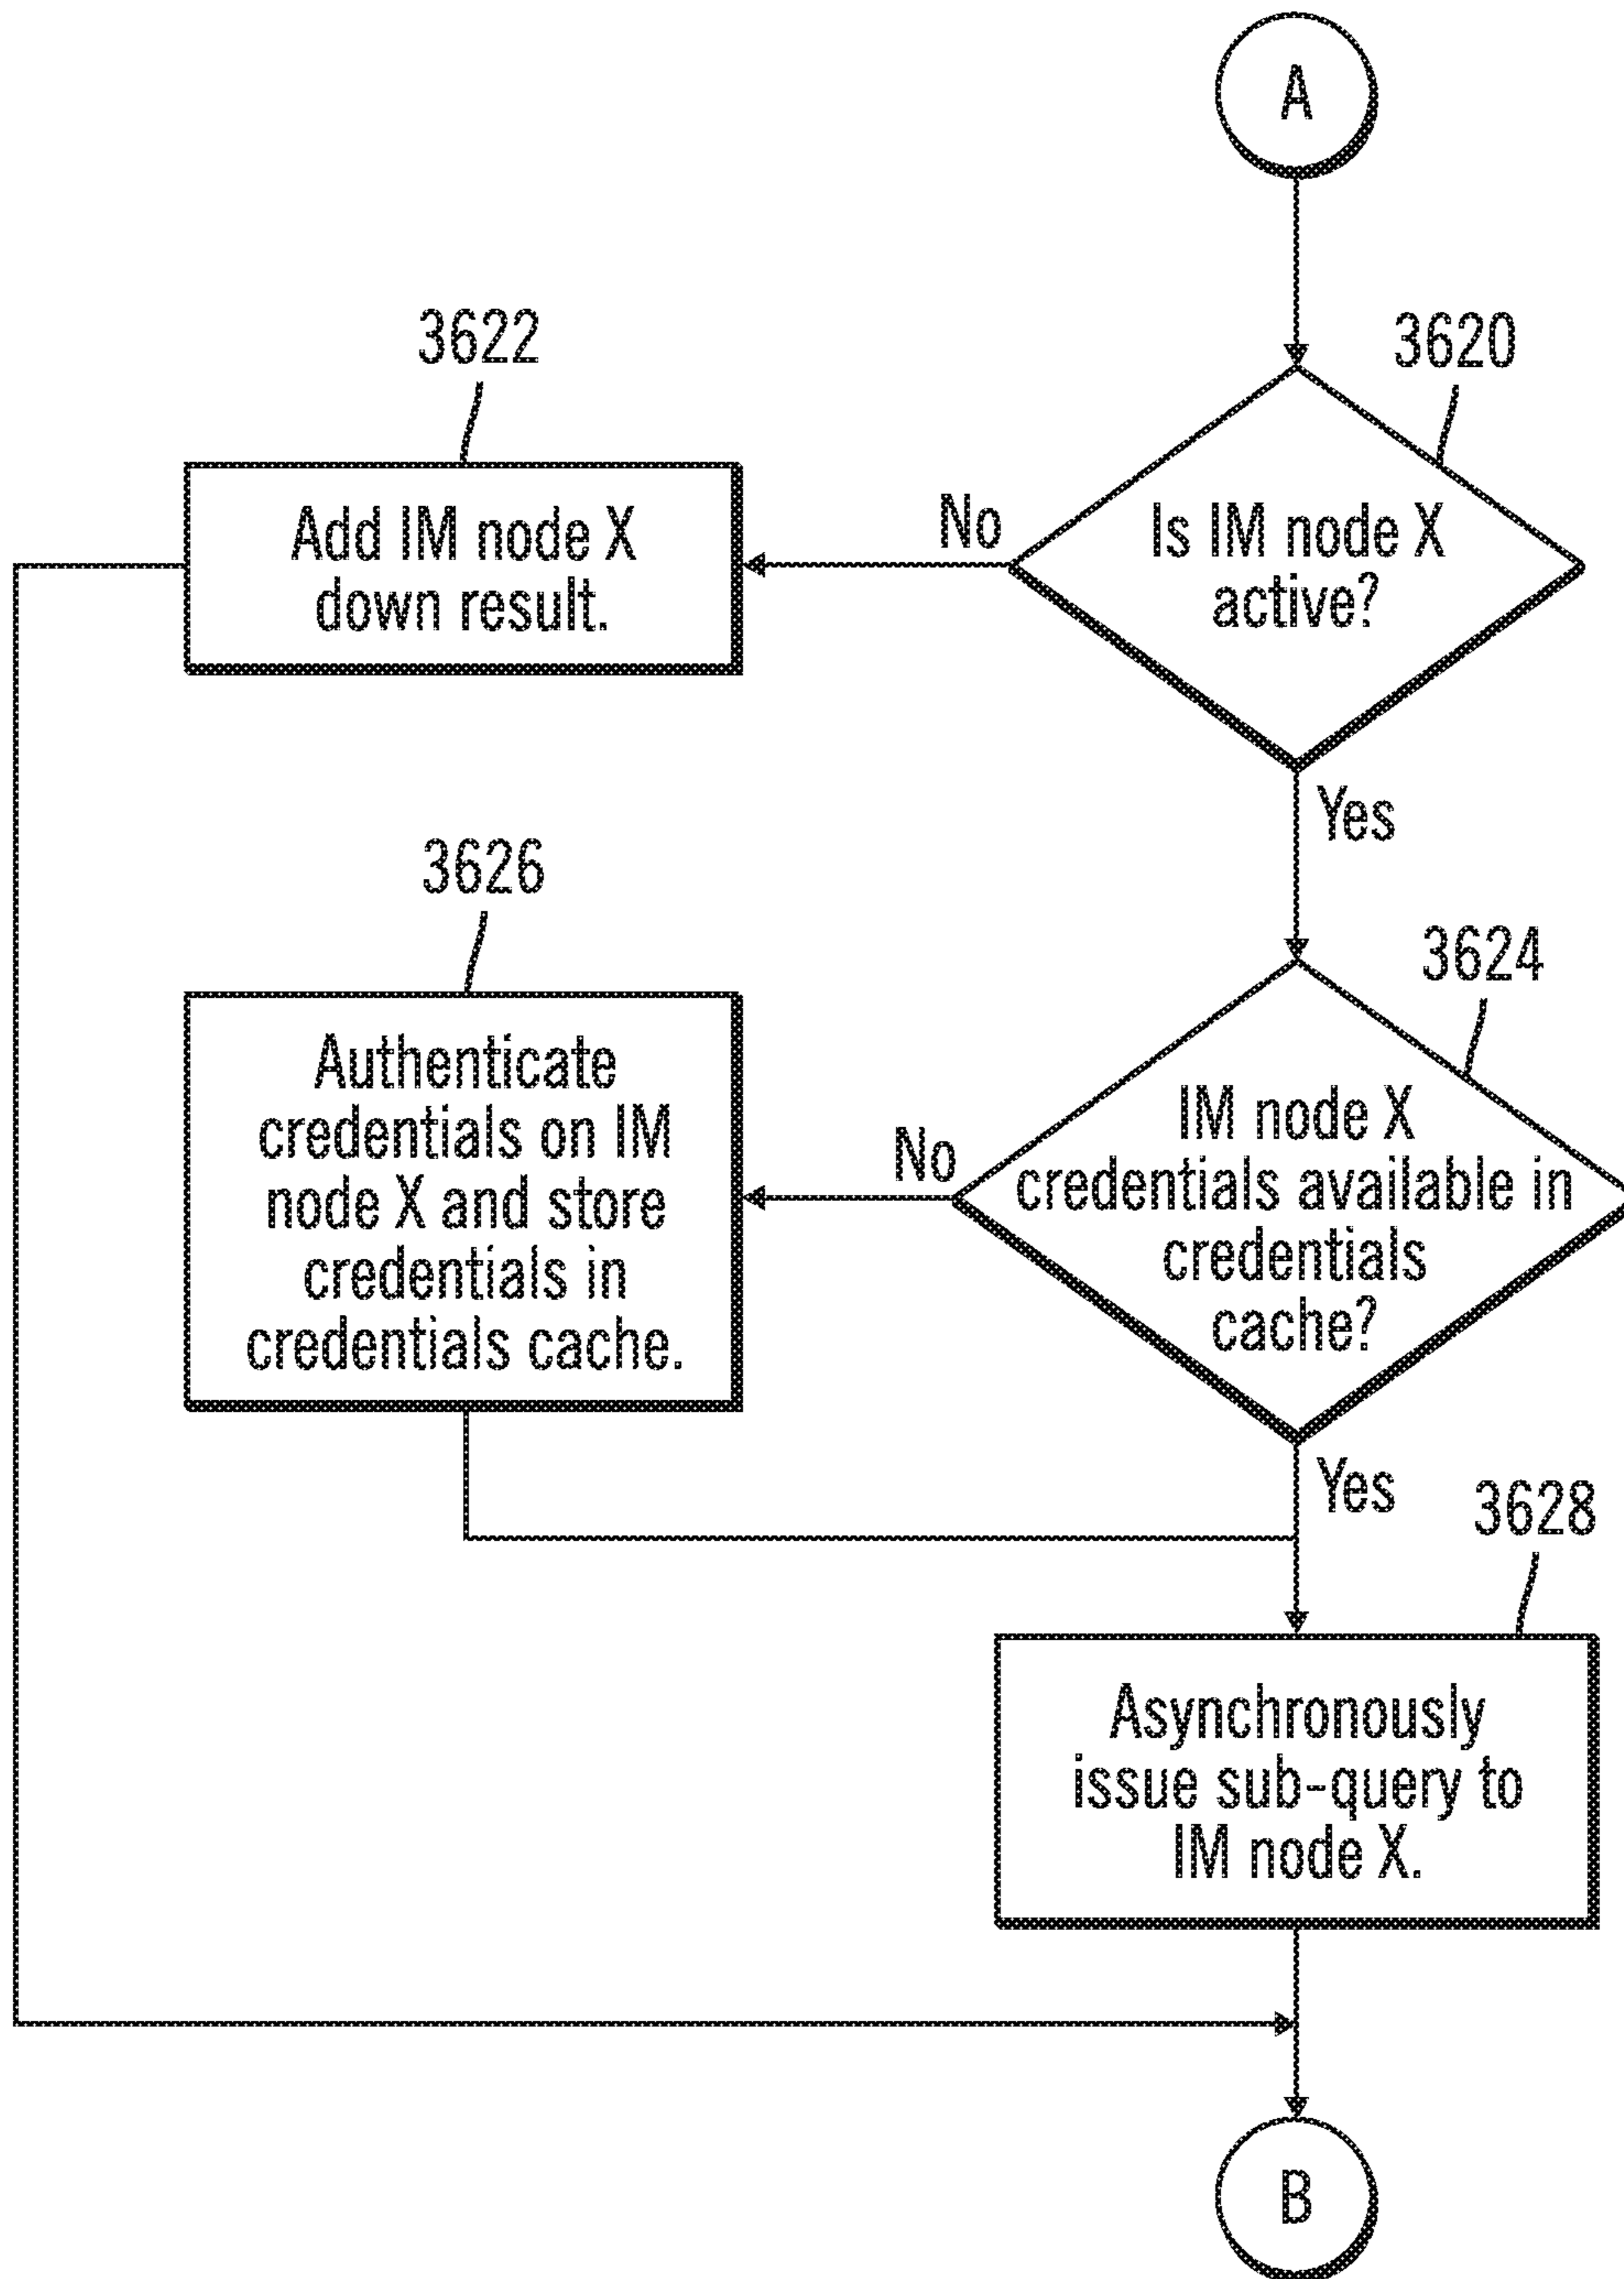 A
3620
Is IM node X
active?
No
3622
Add IM node X
down result.
Yes
3624
IM node X
credentials available in
credentials
cache?
No
3626
Authenticate
credentials on IM
node X and store
credentials in
credentials cache.
Yes
3628
Asynchronously
issue sub-query to
IM node X.
B